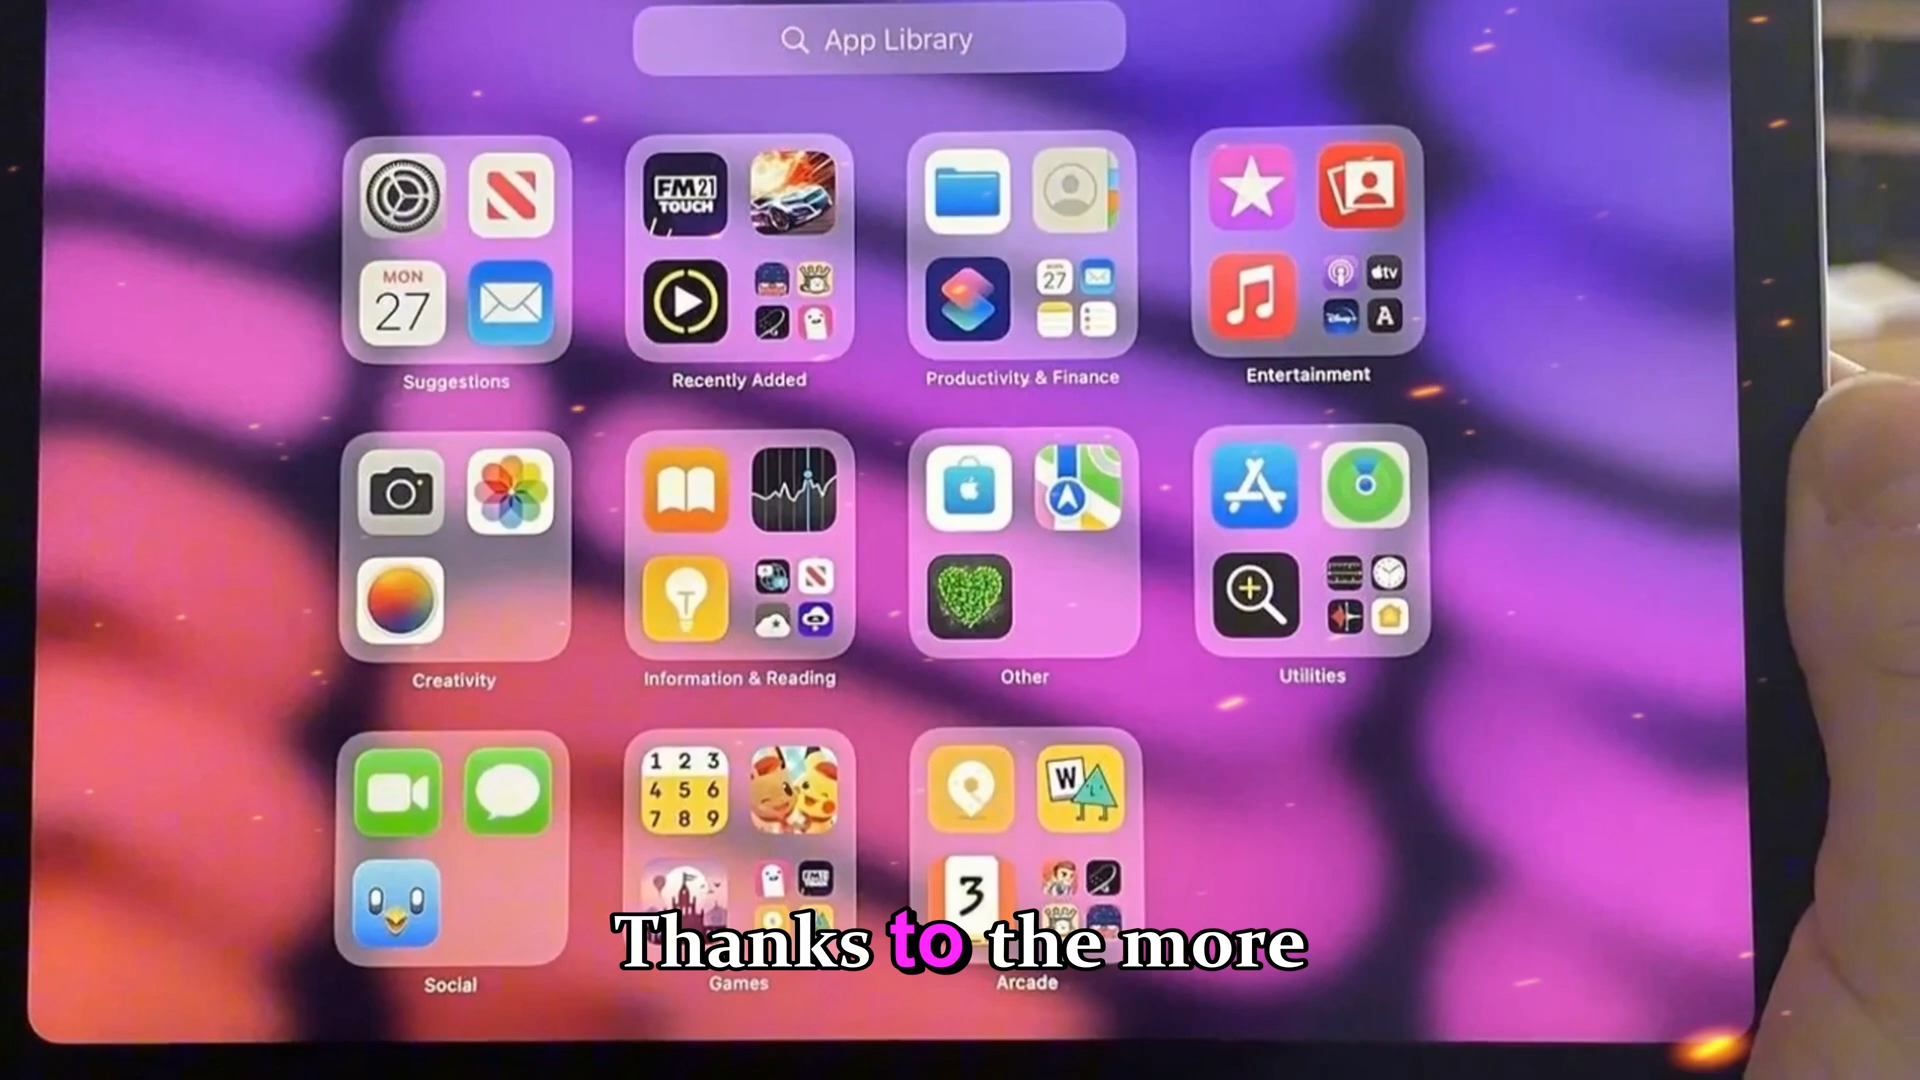 App Library
FM21
TOUCH
MON
27
27
tv
Disney+
A
Suggestions
Recently Added
Productivity & Finance
Entertainment
Creativity
Information & Reading
Other
Utilities
1 2 3
4 5 6
7 8 9
W
3
Thanks to the more
Social
Games
Arcade